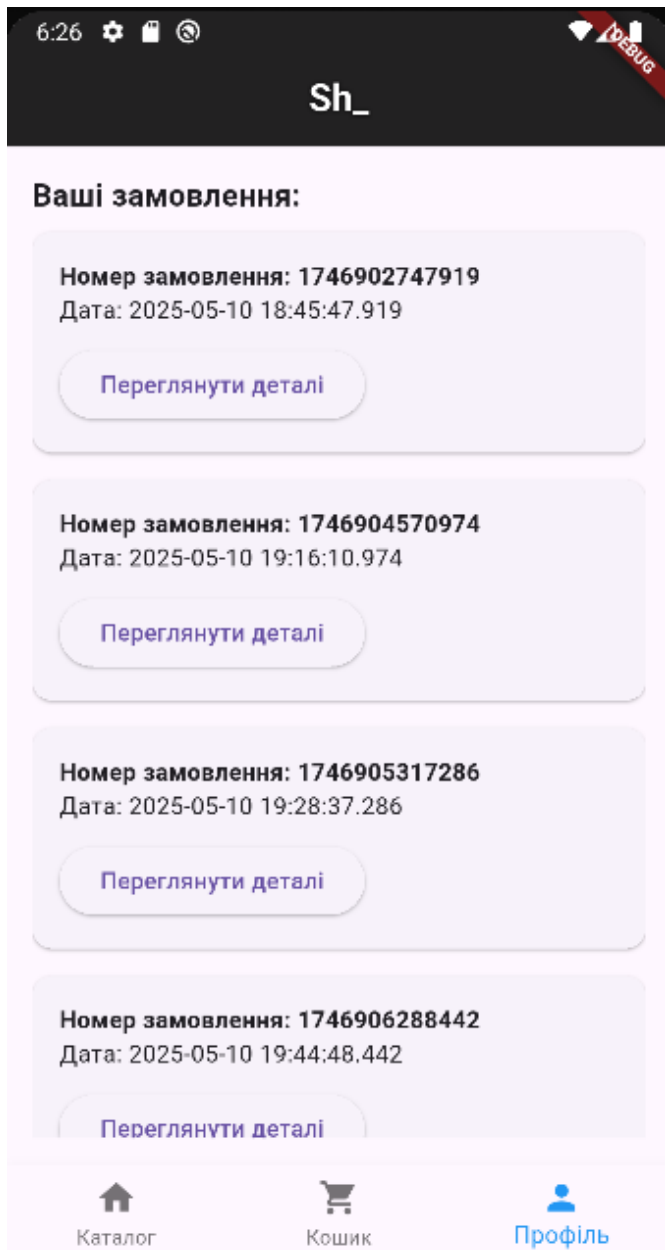 6:26
DEBUG
Sh_
Ваші замовлення:
Номер замовлення: 1746902747919
Дата: 2025-05-10 18:45:47.919
Переглянути деталі
Номер замовлення: 1746904570974
Дата: 2025-05-10 19:16:10.974
Переглянути деталі
Номер замовлення: 1746905317286
Дата: 2025-05-10 19:28:37.286
Переглянути деталі
Номер замовлення: 1746906288442
Дата: 2025-05-10 19:44:48.442
Переглянути деталі
Каталог
Кошик
Профіль